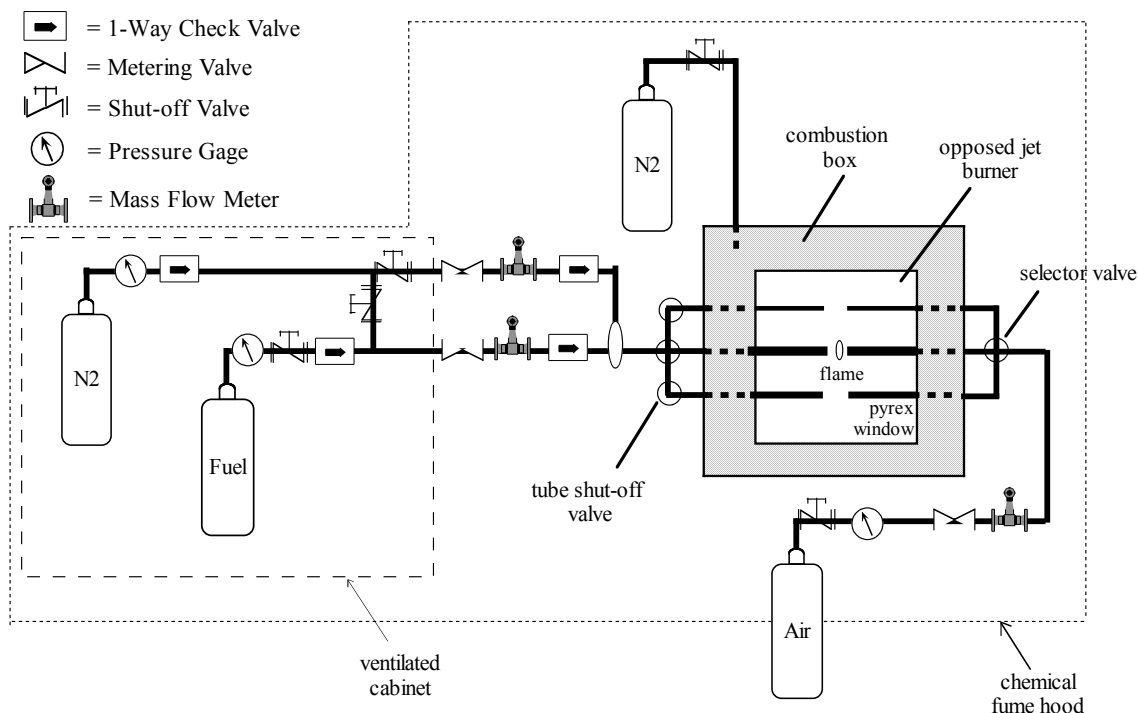 = 1-Way Check Valve
= Metering Valve
= Shut-off Valve
= Pressure Gage
= Mass Flow Meter
N2
combustion
box
opposed jet
burner
selector valve
N2
Fuel
flame
pyrex
window
tube shut-off
valve
Air
ventilated
cabinet
chemical
fume hood